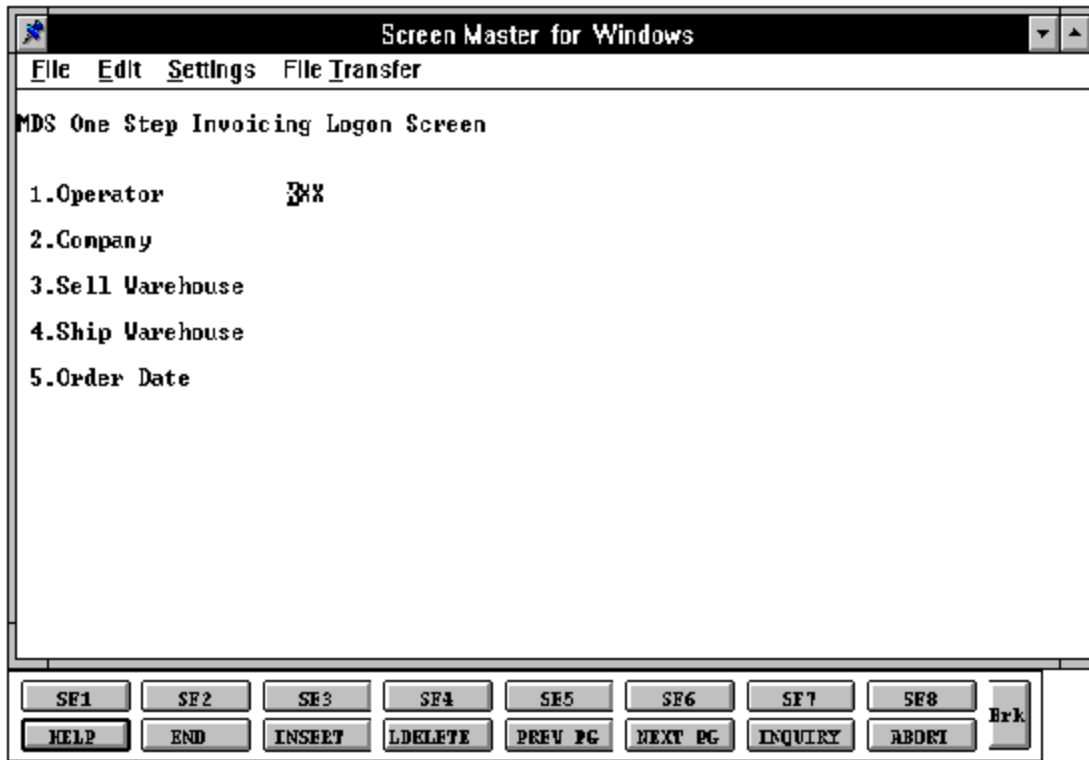 Screen Master for Windows
File Edit Settings File Transfer
MDS One Step Invoicing Logon Screen
1.Operator
2.Company
3.Sell Warehouse
4.Ship Warehouse
5.Order Date
SF1 SF2 SF3 SF4 SF5 SF6 SF7 SF8 Brk
HELP END INSERT LDELETE PREV PG NEXT PG INQUIRY ABORT